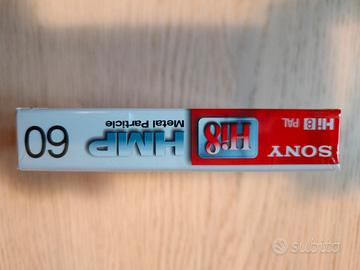 SONY
Hi8 PAL
Hi8
HMP
Metal Particle
60
subito